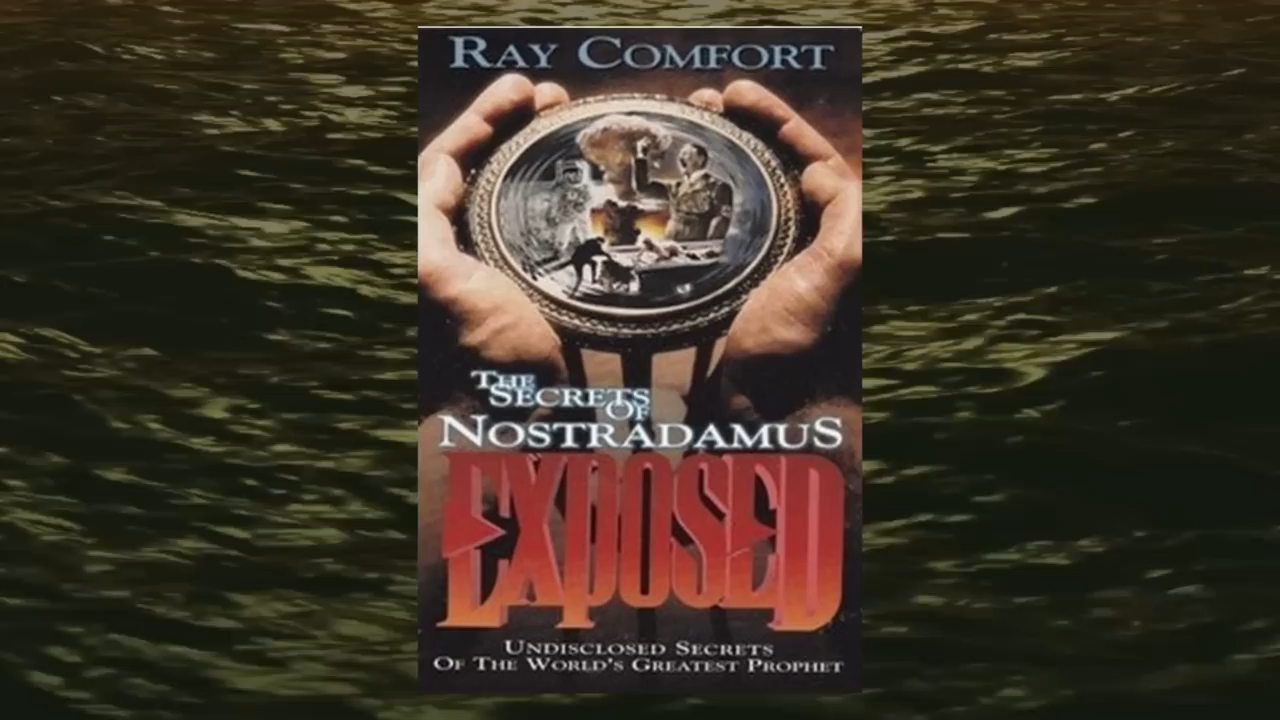 RAY COMFORT
THE
SECRETS
OF
NOSTRADAMUS
EXPOSED
UNDISCLOSED SECRETS
OF THE WORLD'S GREATEST PROPHET